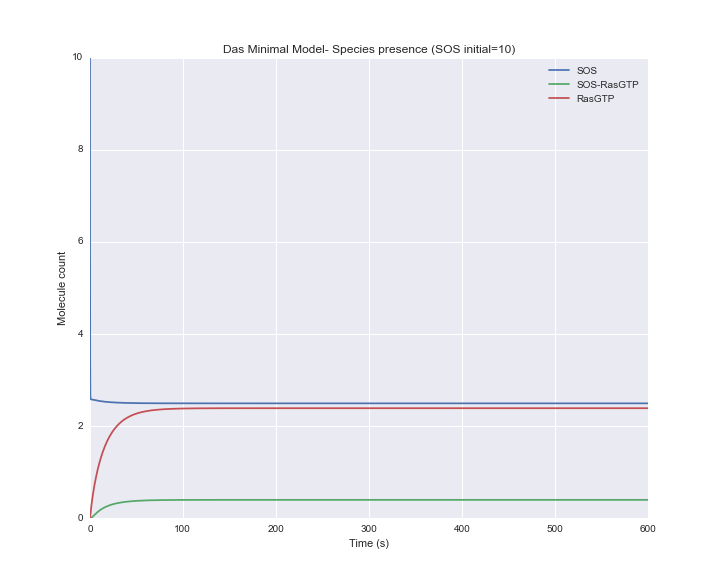 Das Minimal Model- Species presence (SOS initial=10)
10
SOS
SOS-RasGTP
RasGTP
8
6
Molecule count
4
2
0
0 100 200 300 400 500 600
Time (s)